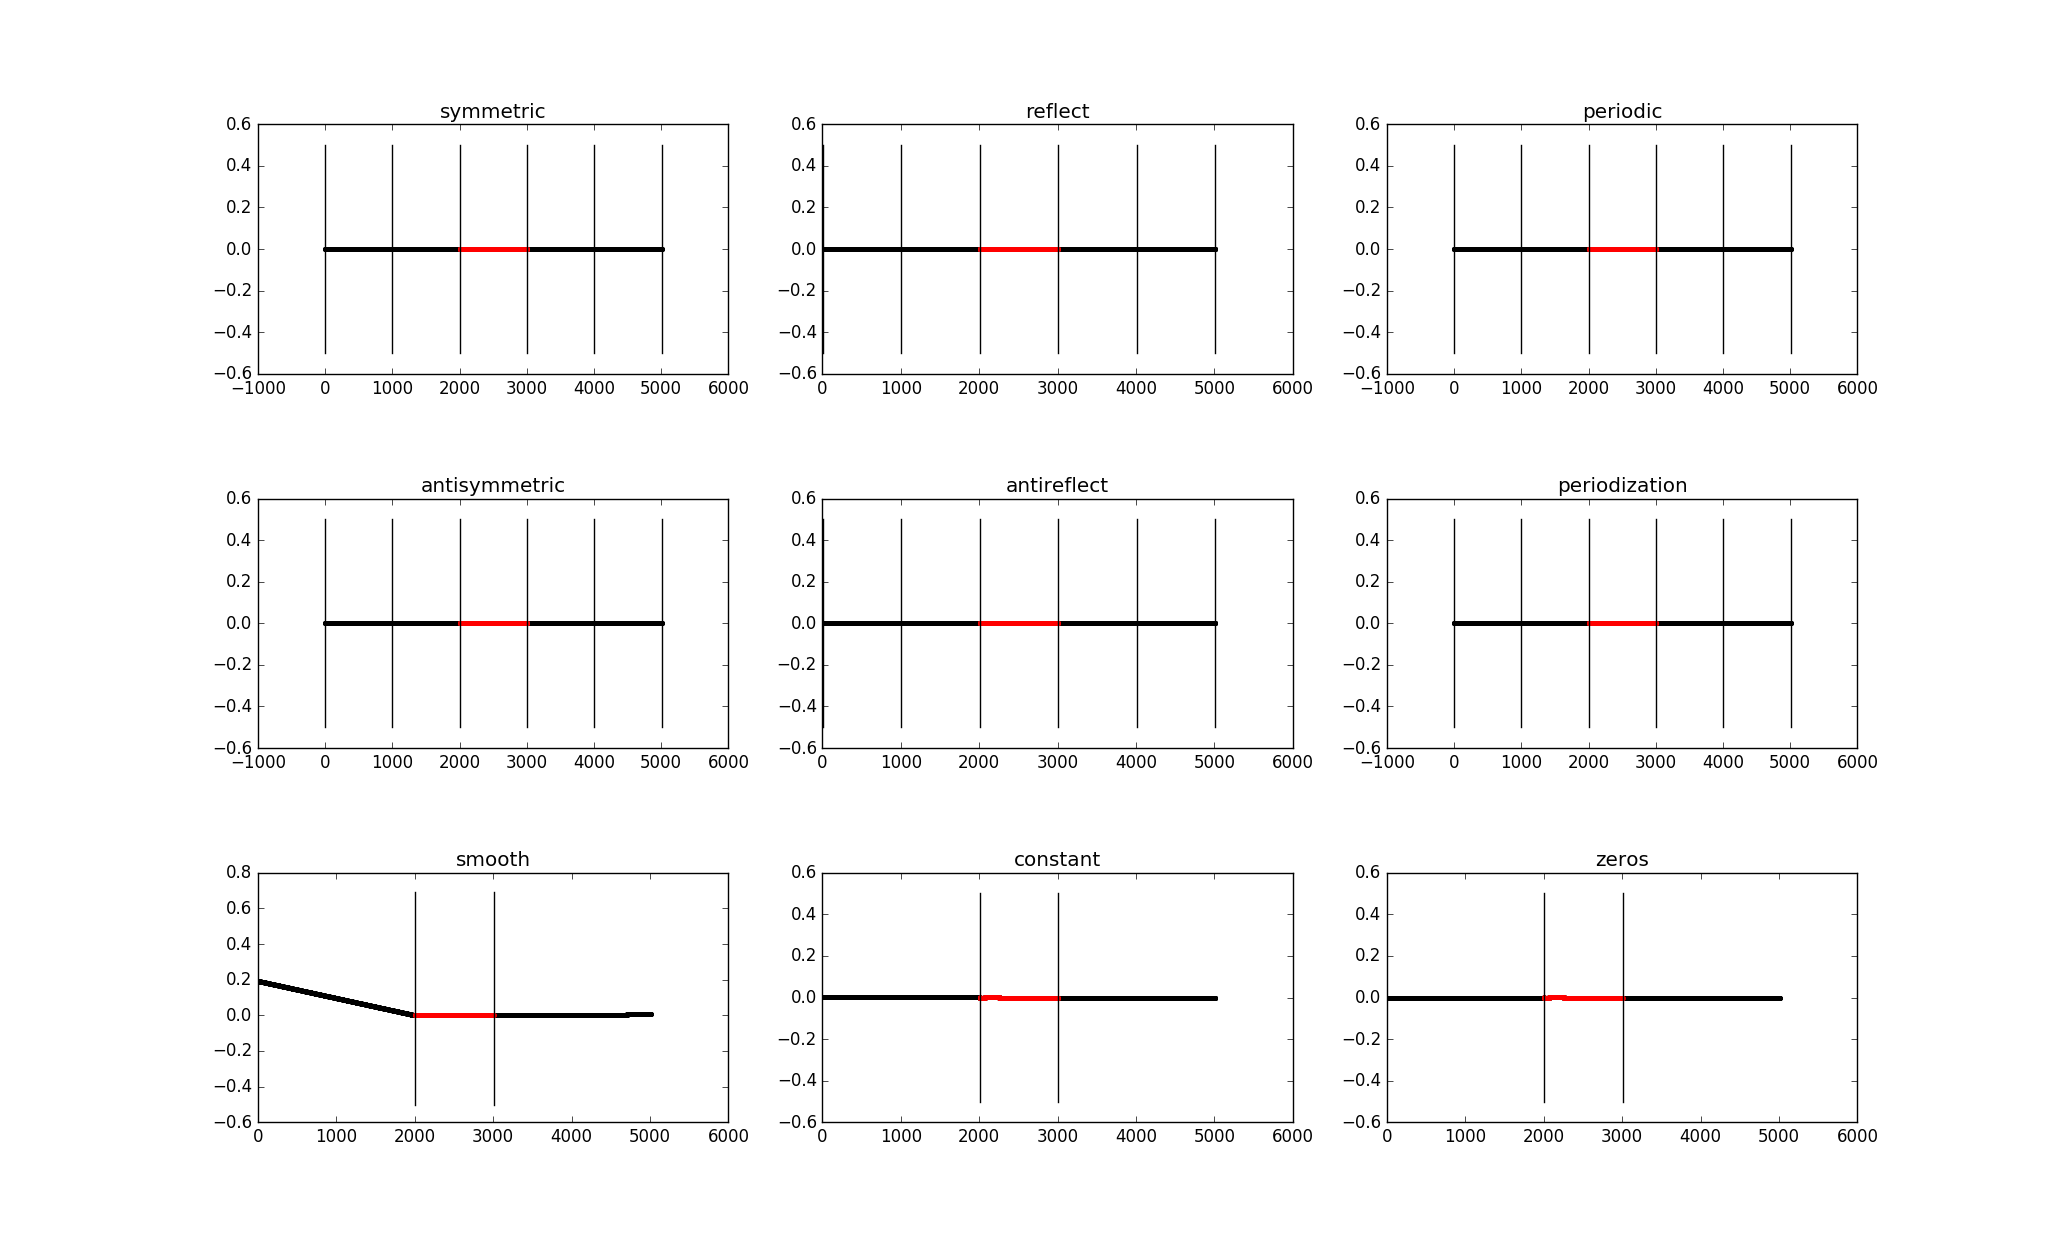 symmetric reflect periodic
0.6 0.6 0.6
0.4 0.4 0.4
0.2 0.2 0.2
0.0 0.0 0.0
−0.2 −0.2 −0.2
−0.4 −0.4 −0.4
−0.6 −0.6 −0.6
−1000 0 1000 2000 3000 4000 5000 6000 0 1000 2000 3000 4000 5000 6000 −1000 0 1000 2000 3000 4000 5000 6000
antisymmetric antireflect periodization
0.6 0.6 0.6
0.4 0.4 0.4
0.2 0.2 0.2
0.0 0.0 0.0
−0.2 −0.2 −0.2
−0.4 −0.4 −0.4
−0.6 −0.6 −0.6
−1000 0 1000 2000 3000 4000 5000 6000 0 1000 2000 3000 4000 5000 6000 −1000 0 1000 2000 3000 4000 5000 6000
smooth constant zeros
0.8 0.6 0.6
0.6 0.4 0.4
0.4 0.2 0.2
0.2 0.0 0.0
0.0 −0.2 −0.2
−0.2 −0.4 −0.4
−0.4 −0.6 −0.6
−0.6
0 1000 2000 3000 4000 5000 6000 0 1000 2000 3000 4000 5000 6000 0 1000 2000 3000 4000 5000 6000